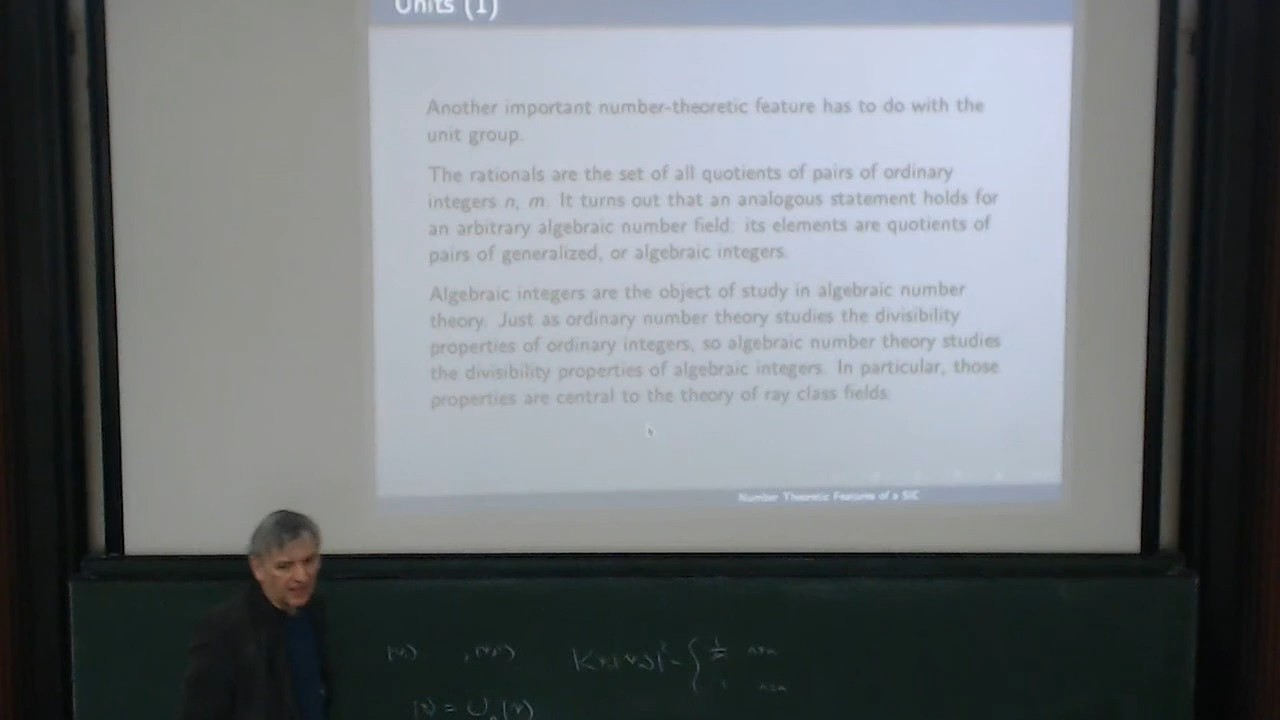 Units (1)
Another important number-theoretic feature has to do with the
unit group.
The rationals are the set of all quotients of pairs of ordinary
integers n, m. It turns out that an analogous statement holds for
an arbitrary algebraic number field: its elements are quotients of
pairs of generalized, or algebraic integers.
Algebraic integers are the object of study in algebraic number
theory. Just as ordinary number theory studies the divisibility
properties of ordinary integers, so algebraic number theory studies
the divisibility properties of algebraic integers. In particular, those
properties are central to the theory of ray class fields.
Number Theoretic Features of a SIC